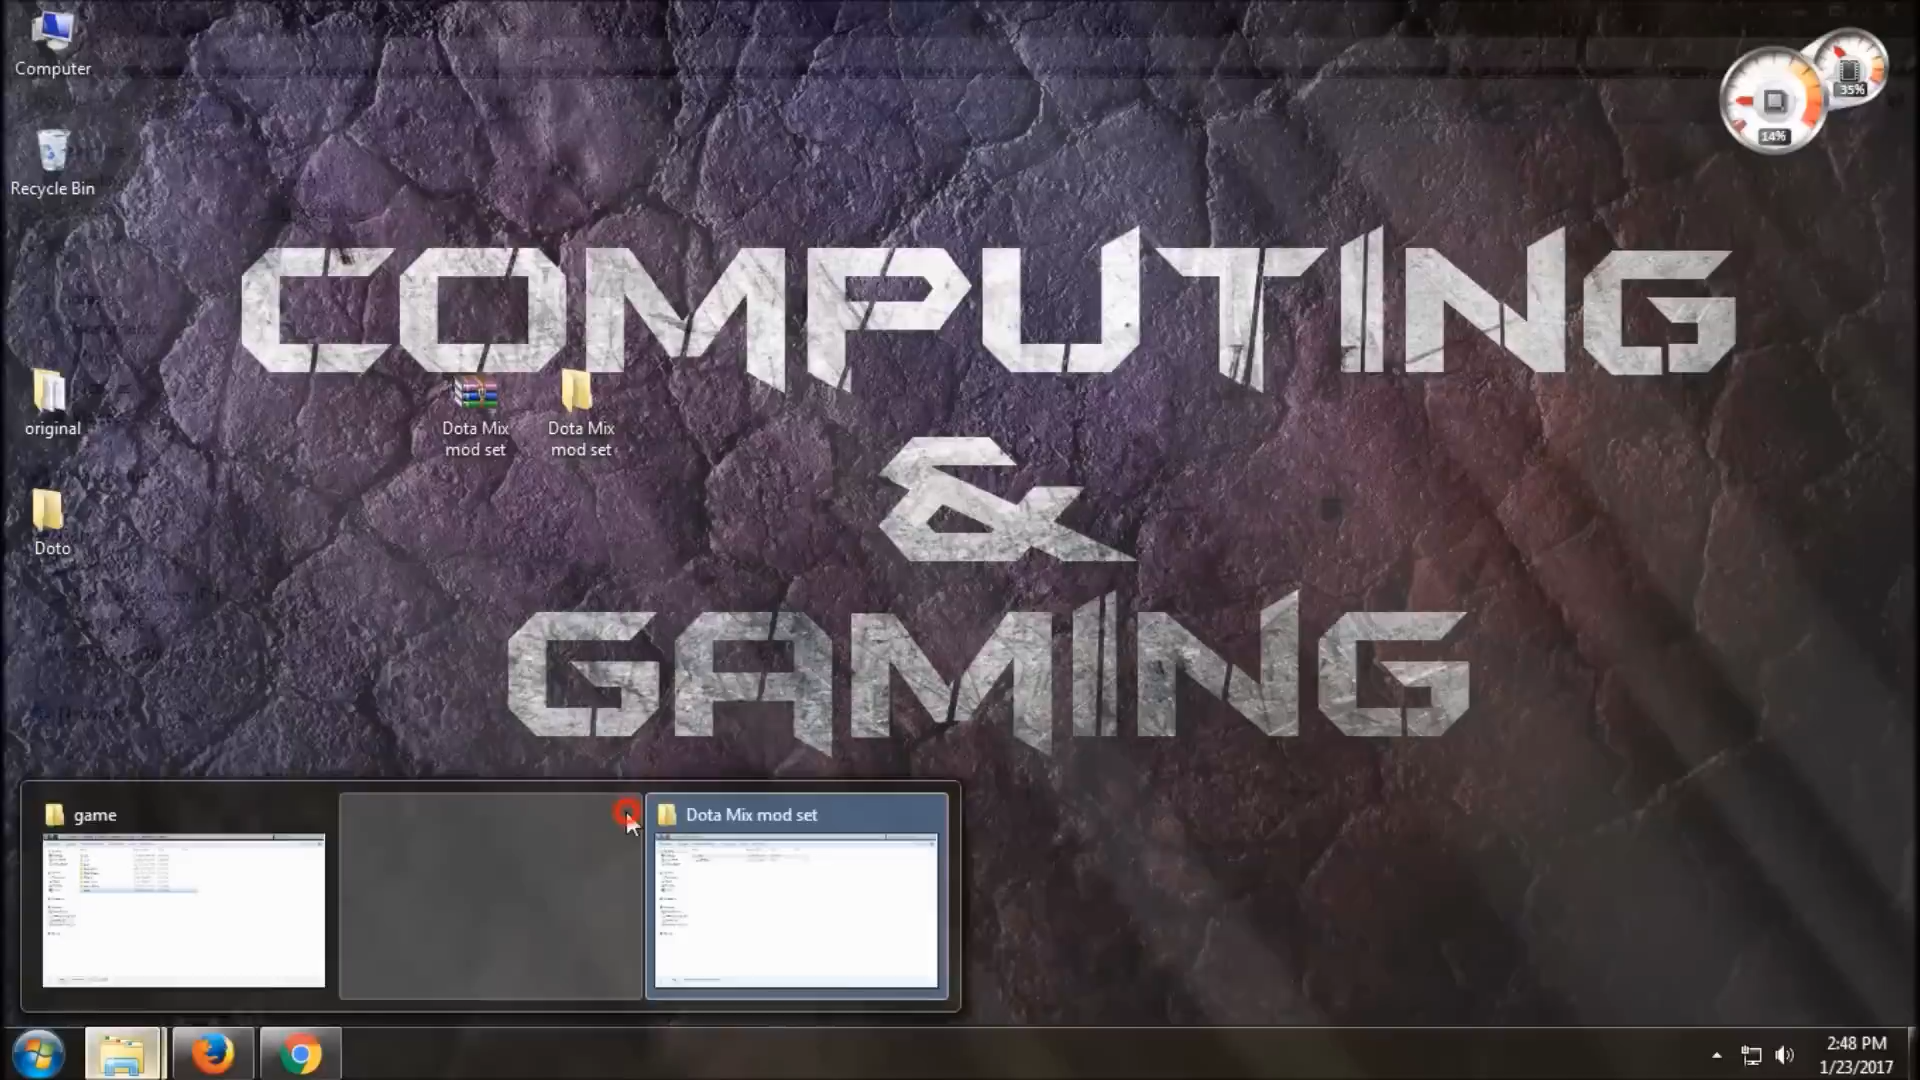 Computer
35%
14%
Recycle Bin
COMPUTING
&
GAMING
original
Dota Mix
mod set
Dota Mix
mod set
Doto
game
Dota Mix mod set
2:48 PM
1/23/2017